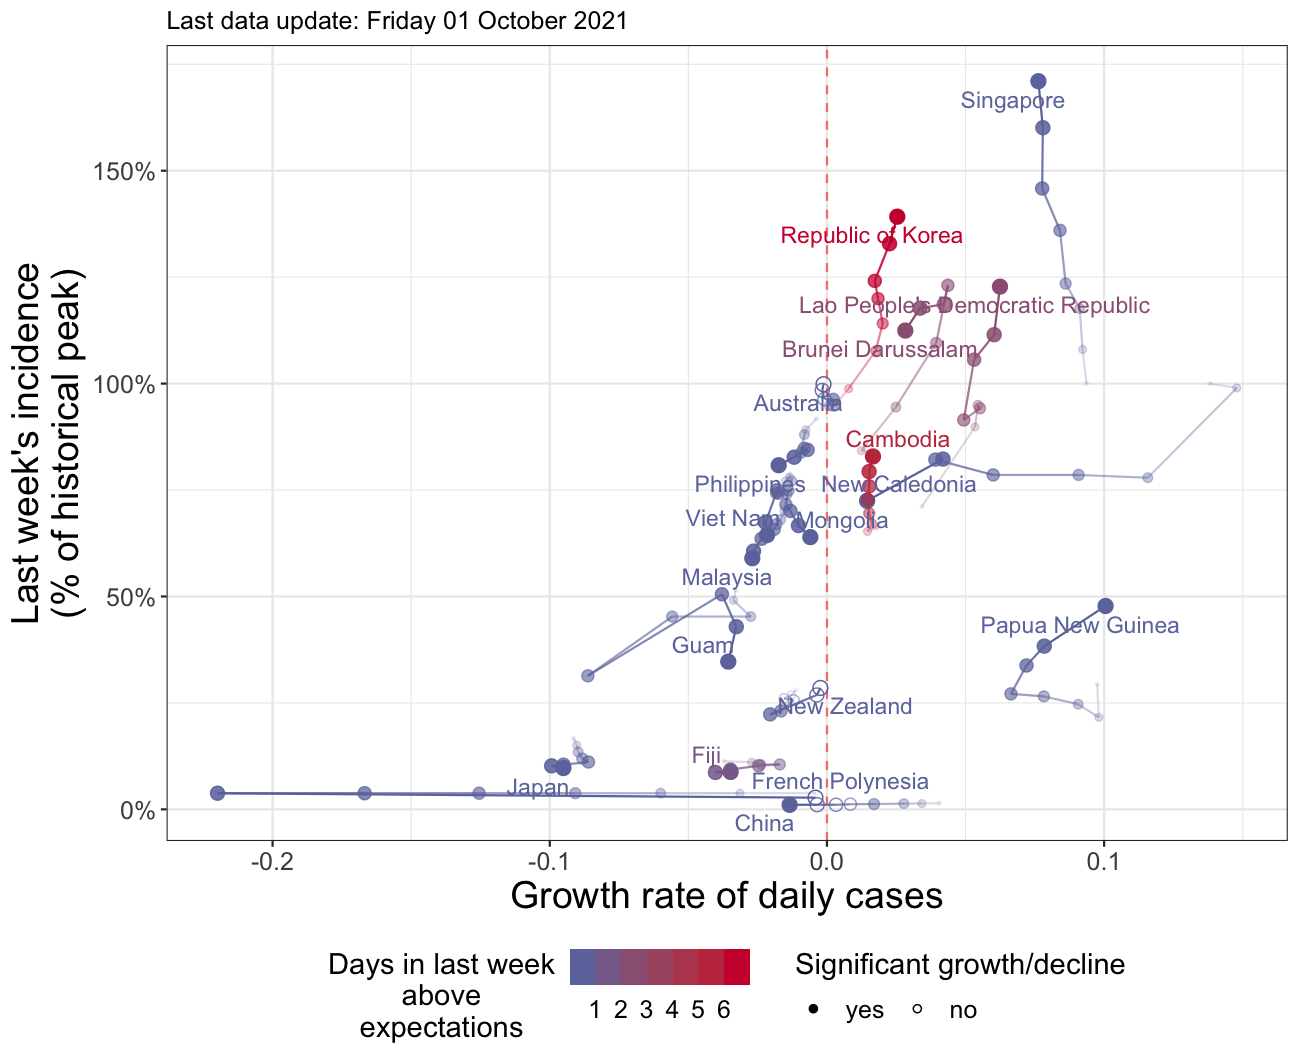 Last data update: Friday 01 October 2021
Last week's incidence
(% of historical peak)
150%
100%
50%
0%
Singapore
Republic of Korea
Lao People's Democratic Republic
Brunei Darussalam
Australia
Cambodia
Philippines
New Caledonia
Viet Nam
Mongolia
Malaysia
Papua New Guinea
Guam
New Zealand
Fiji
French Polynesia
Japan
China
-0.2
-0.1
0.0
0.1
Growth rate of daily cases
Days in last week
above
expectations
1 2 3 4 5 6
Significant growth/decline
yes
no